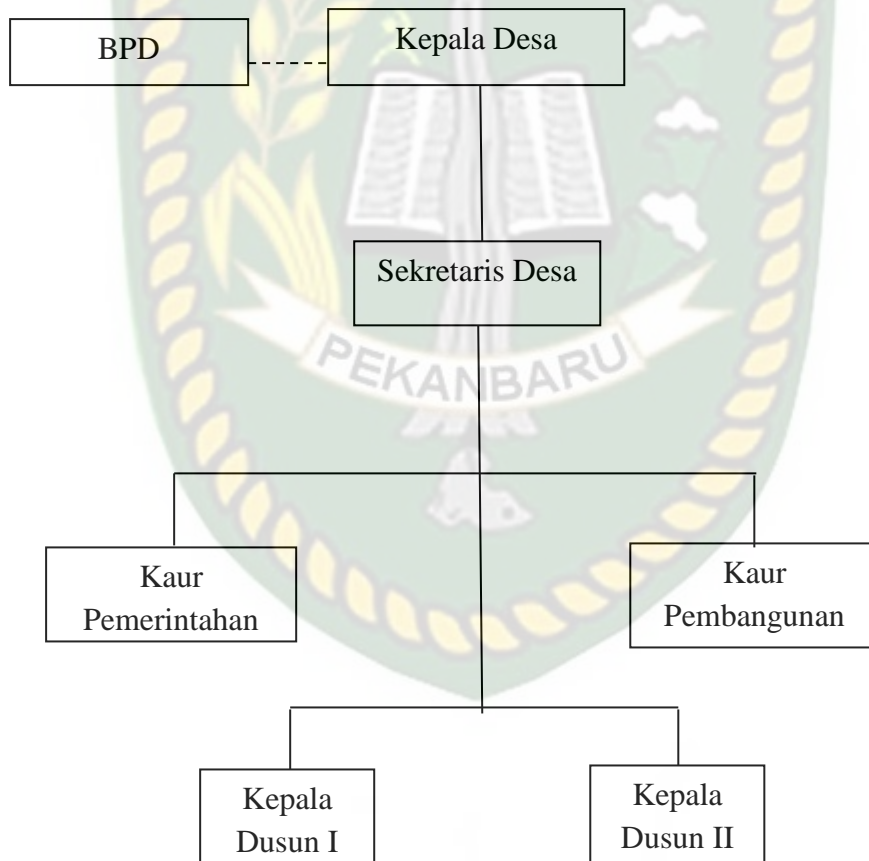 BPD
Kepala Desa
Sekretaris Desa
PEKANBARU
Kaur
Pemerintahan
Kaur
Pembangunan
Kepala
Dusun I
Kepala
Dusun II